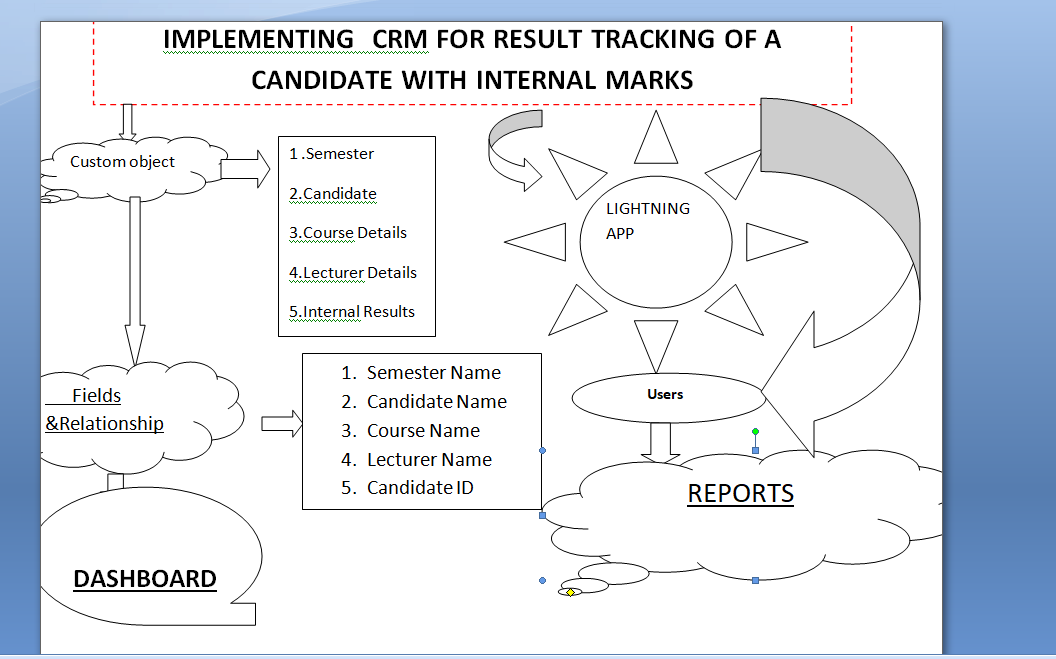 IMPLEMENTING CRM FOR RESULT TRACKING OF A
CANDIDATE WITH INTERNAL MARKS
Custom object
1 .Semester
2.Candidate
3.Course Details
4.Lecturer Details
5.Internal Results
LIGHTNING
APP
Fields
&Relationship
1. Semester Name
2. Candidate Name
3. Course Name
4. Lecturer Name
5. Candidate ID
Users
REPORTS
DASHBOARD